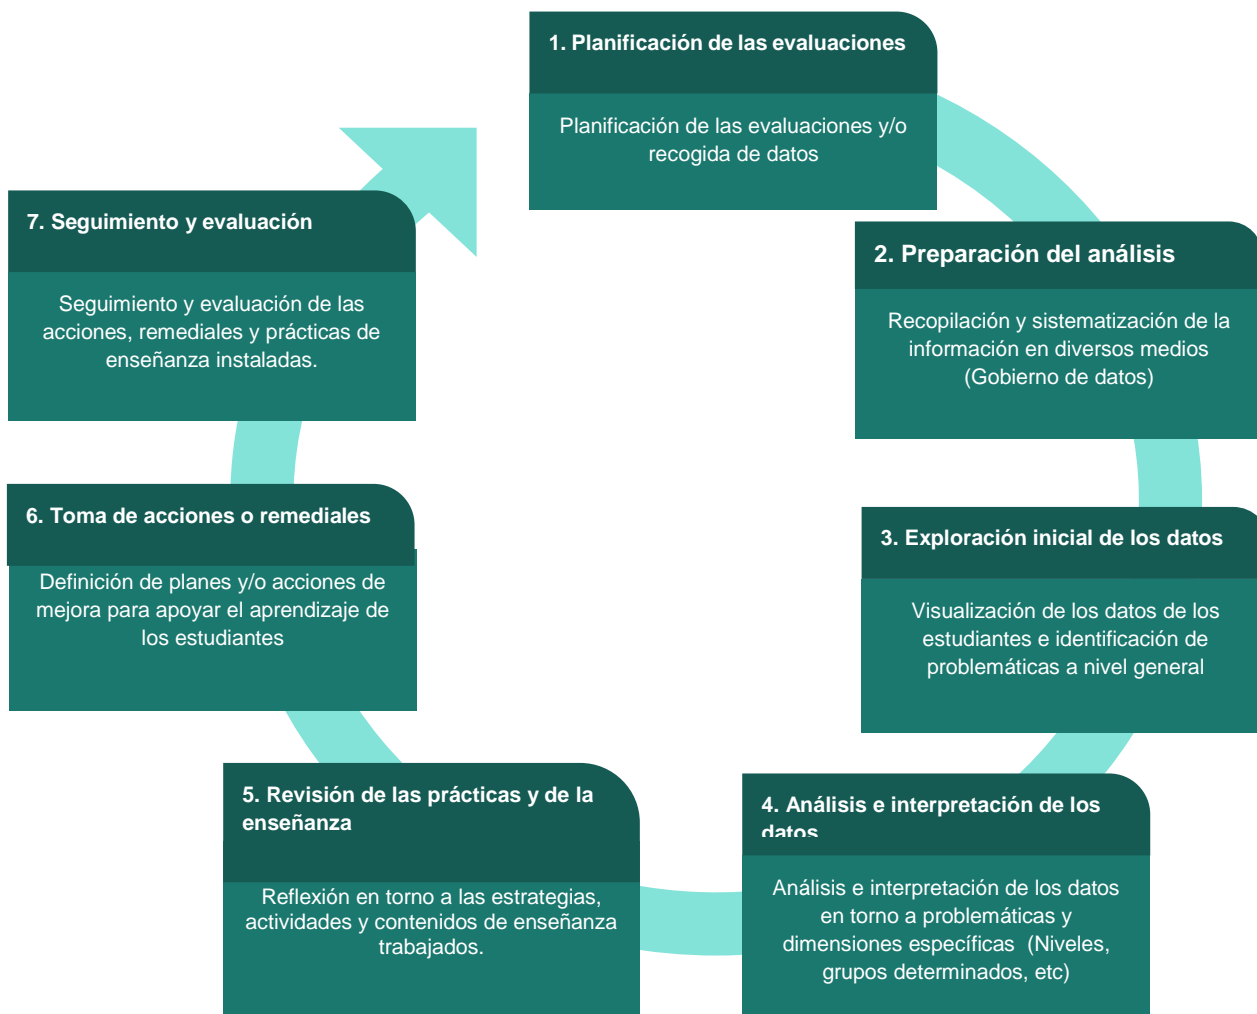 1. Planificación de las evaluaciones
Planificación de las evaluaciones y/o
recogida de datos
2. Preparación del análisis
Recopilación y sistematización de la
información en diversos medios
(Gobierno de datos)
3. Exploración inicial de los datos
Visualización de los datos de los
estudiantes e identificación de
problemáticas a nivel general
4. Análisis e interpretación de los
datos
Análisis e interpretación de los datos
en torno a problemáticas y
dimensiones específicas (Niveles,
grupos determinados, etc)
5. Revisión de las prácticas y de la
enseñanza
Reflexión en torno a las estrategias,
actividades y contenidos de enseñanza
trabajados.
6. Toma de acciones o remediales
Definición de planes y/o acciones de
mejora para apoyar el aprendizaje de
los estudiantes
7. Seguimiento y evaluación
Seguimiento y evaluación de las
acciones, remediales y prácticas de
enseñanza instaladas.